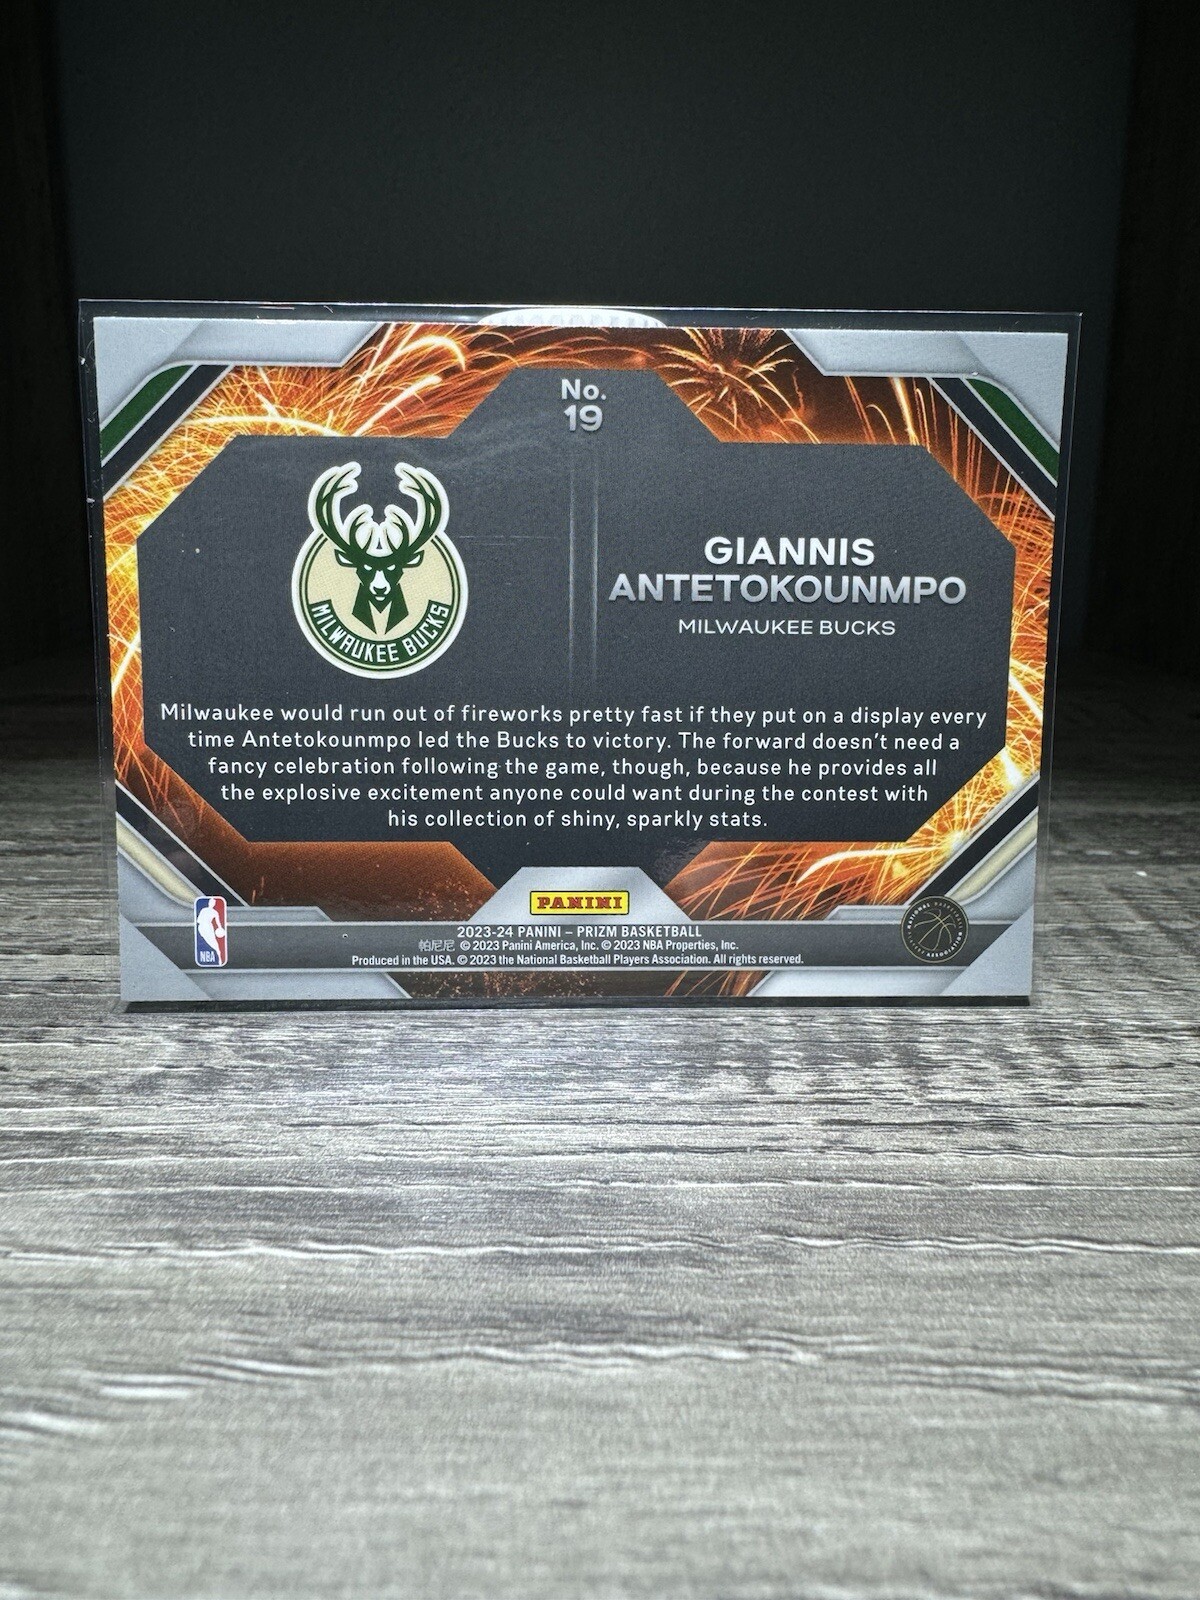 No.
19
MILWAUKEE BUCKS
GIANNIS
ANTETOKOUNMPO
MILWAUKEE BUCKS
Milwaukee would run out of fireworks pretty fast if they put on a display every
time Antetokounmpo led the Bucks to victory. The forward doesn't need a
fancy celebration following the game, though, because he provides all
the explosive excitement anyone could want during the contest with
his collection of shiny, sparkly stats.
PANINI
NBA
2023-24 PANINI – PRIZM BASKETBALL
帕尼尼 © 2023 Panini America, Inc. © 2023 NBA Properties, Inc.
Produced in the USA. © 2023 the National Basketball Players Association. All rights reserved.